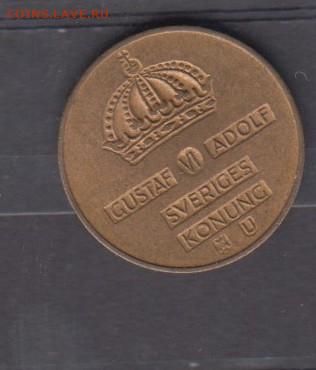 COINS.LAVE.RU
GUSTAF VI ADOLF
SVERIGES
KONUNG
U